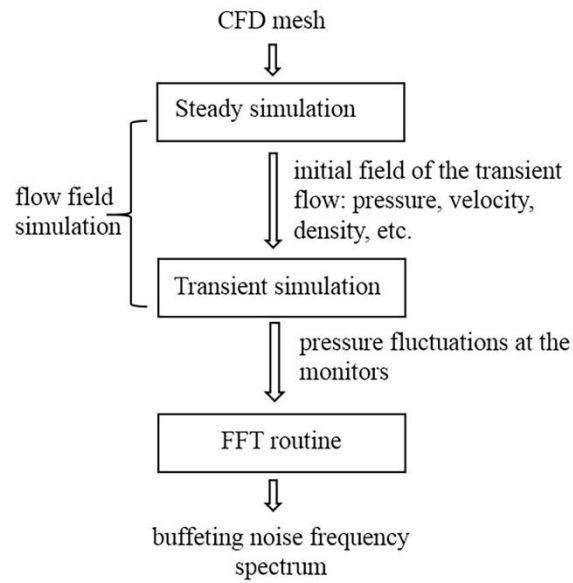 CFD mesh
Steady simulation
initial field of the transient
flow: pressure, velocity,
density, etc.
flow field
simulation
Transient simulation
pressure fluctuations at the
monitors
FFT routine
buffeting noise frequency
spectrum